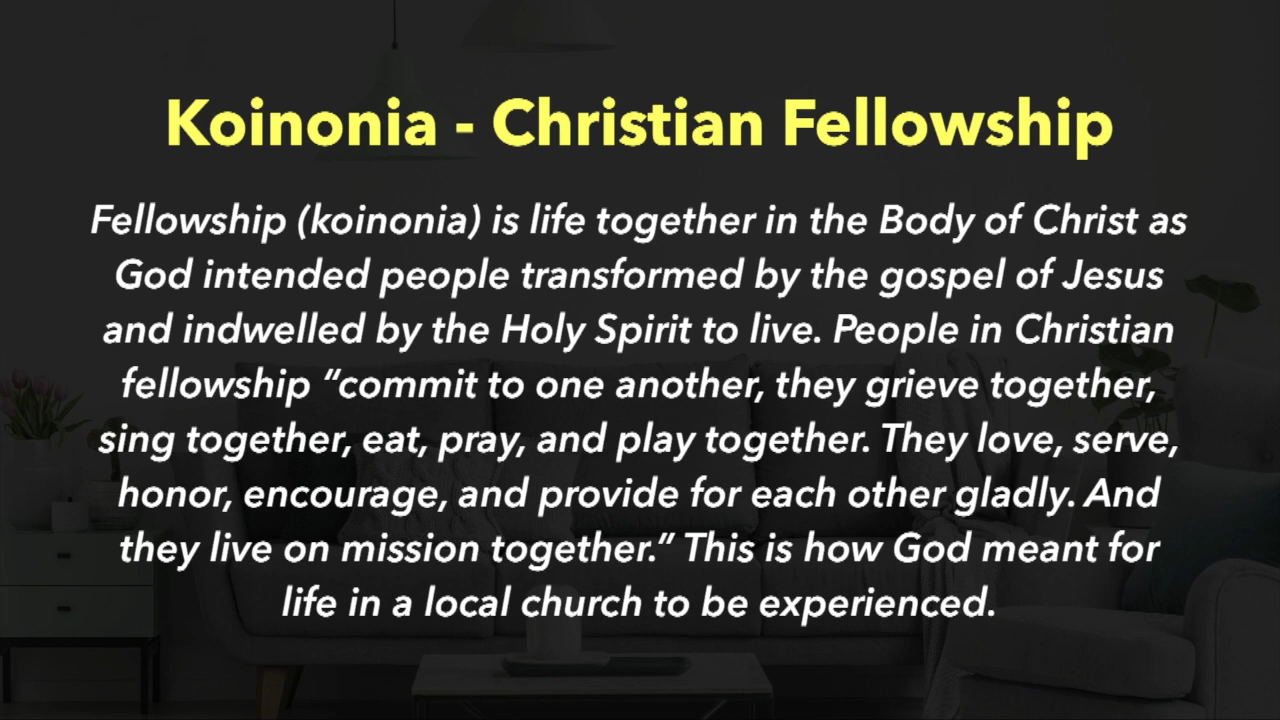 Koinonia - Christian Fellowship
Fellowship (koinonia) is life together in the Body of Christ as
God intended people transformed by the gospel of Jesus
and indwelled by the Holy Spirit to live. People in Christian
fellowship “commit to one another, they grieve together,
sing together, eat, pray, and play together. They love, serve,
honor, encourage, and provide for each other gladly. And
they live on mission together.” This is how God meant for
life in a local church to be experienced.